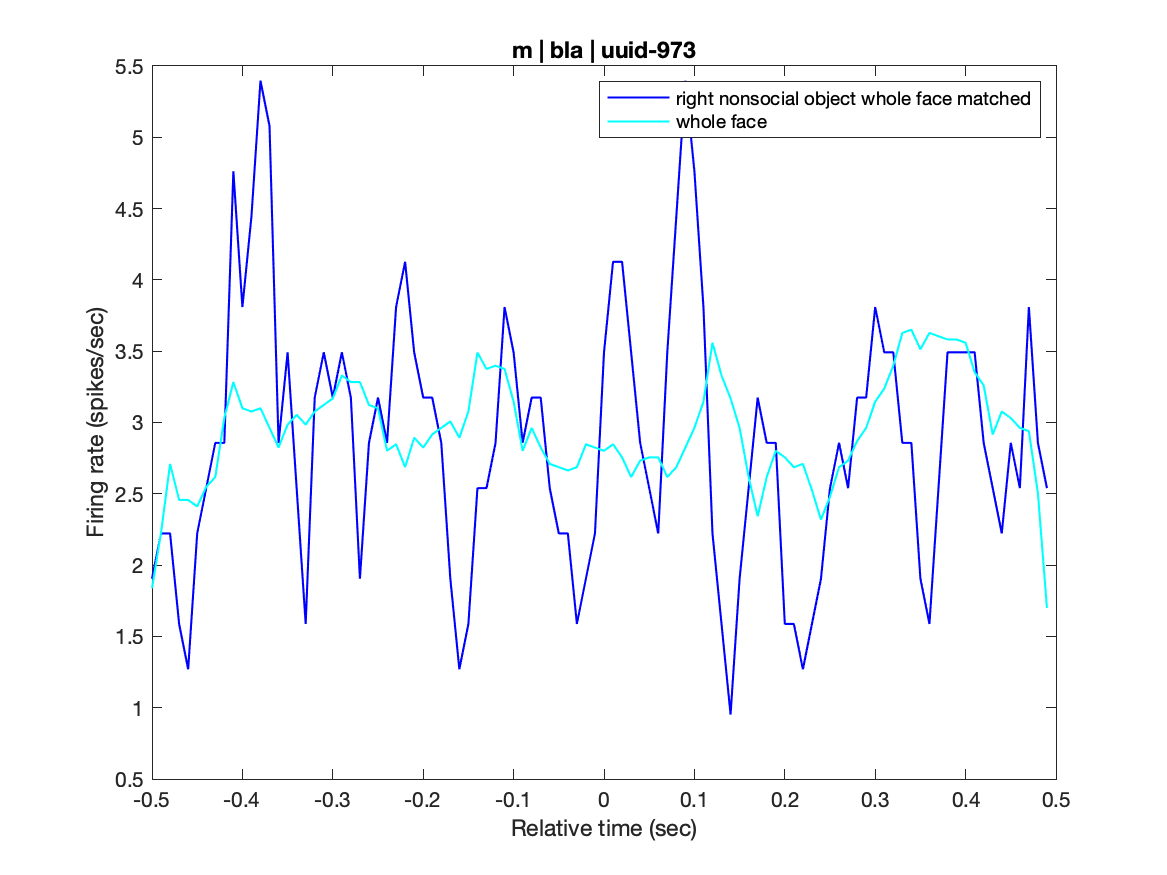 m | bla | uuid-973
right nonsocial object whole face matched
whole face
Firing rate (spikes/sec)
5.5
5
4.5
4
3.5
3
2.5
2
1.5
1
0.5
-0.5 -0.4 -0.3 -0.2 -0.1 0 0.1 0.2 0.3 0.4 0.5
Relative time (sec)